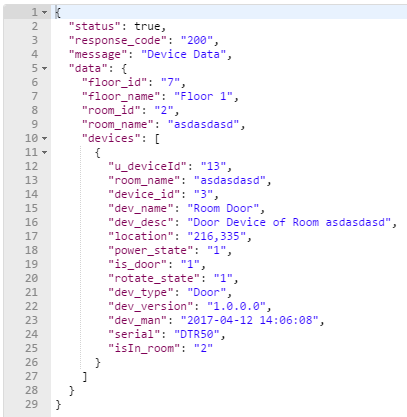 1 {
2 "status": true,
3 "response_code": "200",
4 "message": "Device Data",
5 "data": {
6 "floor_id": "7",
7 "floor_name": "Floor 1",
8 "room_id": "2",
9 "room_name": "asdasdasd",
10 "devices": [
11 {
12 "u_deviceId": "13",
13 "room_name": "asdasdasd",
14 "device_id": "3",
15 "dev_name": "Room Door",
16 "dev_desc": "Door Device of Room asdasdasd",
17 "location": "216,335",
18 "power_state": "1",
19 "is_door": "1",
20 "rotate_state": "1",
21 "dev_type": "Door",
22 "dev_version": "1.0.0.0",
23 "dev_man": "2017-04-12 14:06:08",
24 "serial": "DTR50",
25 "isIn_room": "2"
26 }
27 ]
28 }
29 }